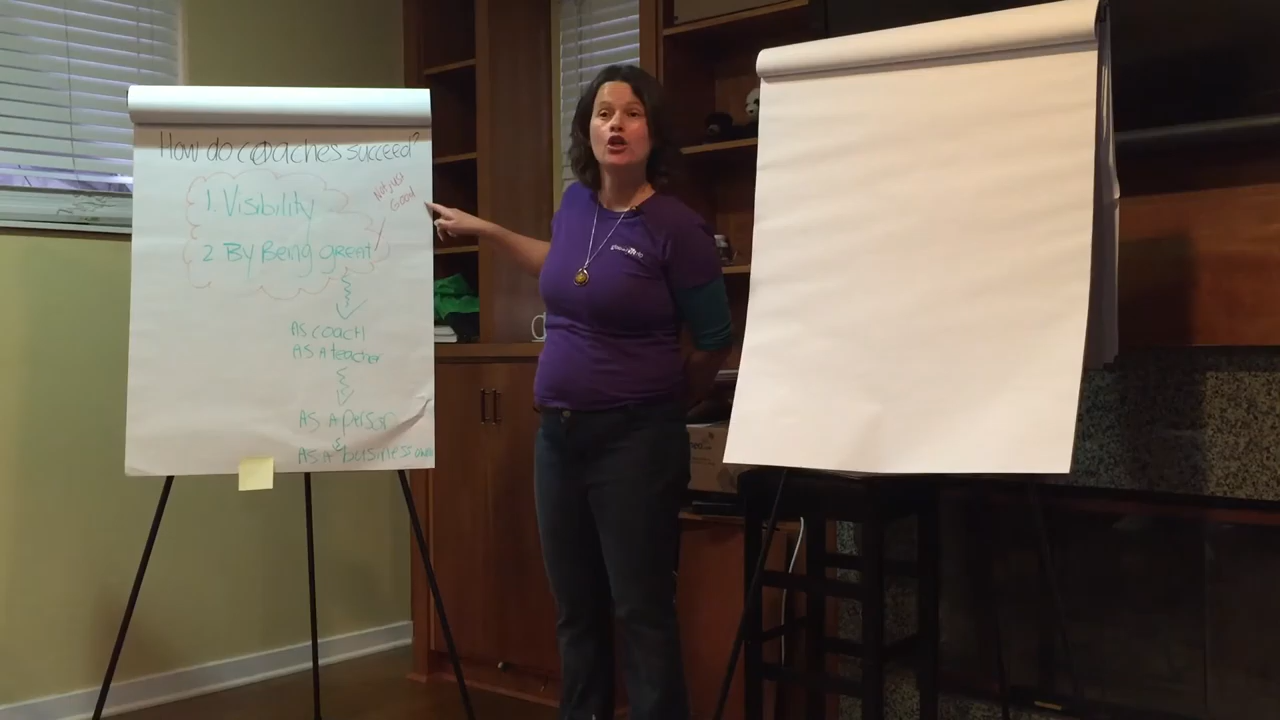 How do coaches succeed?
1. Visibility
Not just
Good
2 By Being great
As coach
As a teacher
As a person
As a business